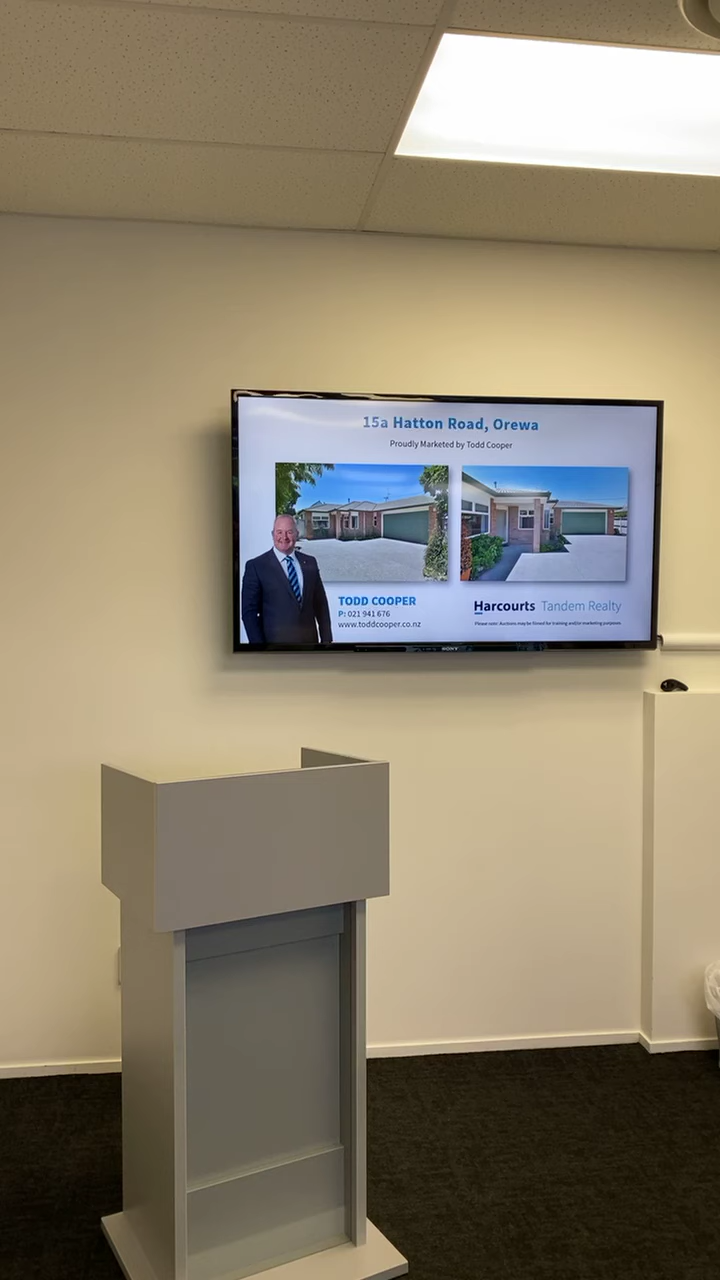 15a Hatton Road, Orewa
Proudly Marketed by Todd Cooper
TODD COOPER
P: 021 941 676
www.toddcooper.co.nz
Harcourts Tandem Realty
Please note: Auctions may be filmed for training and/or marketing purposes.
SONY